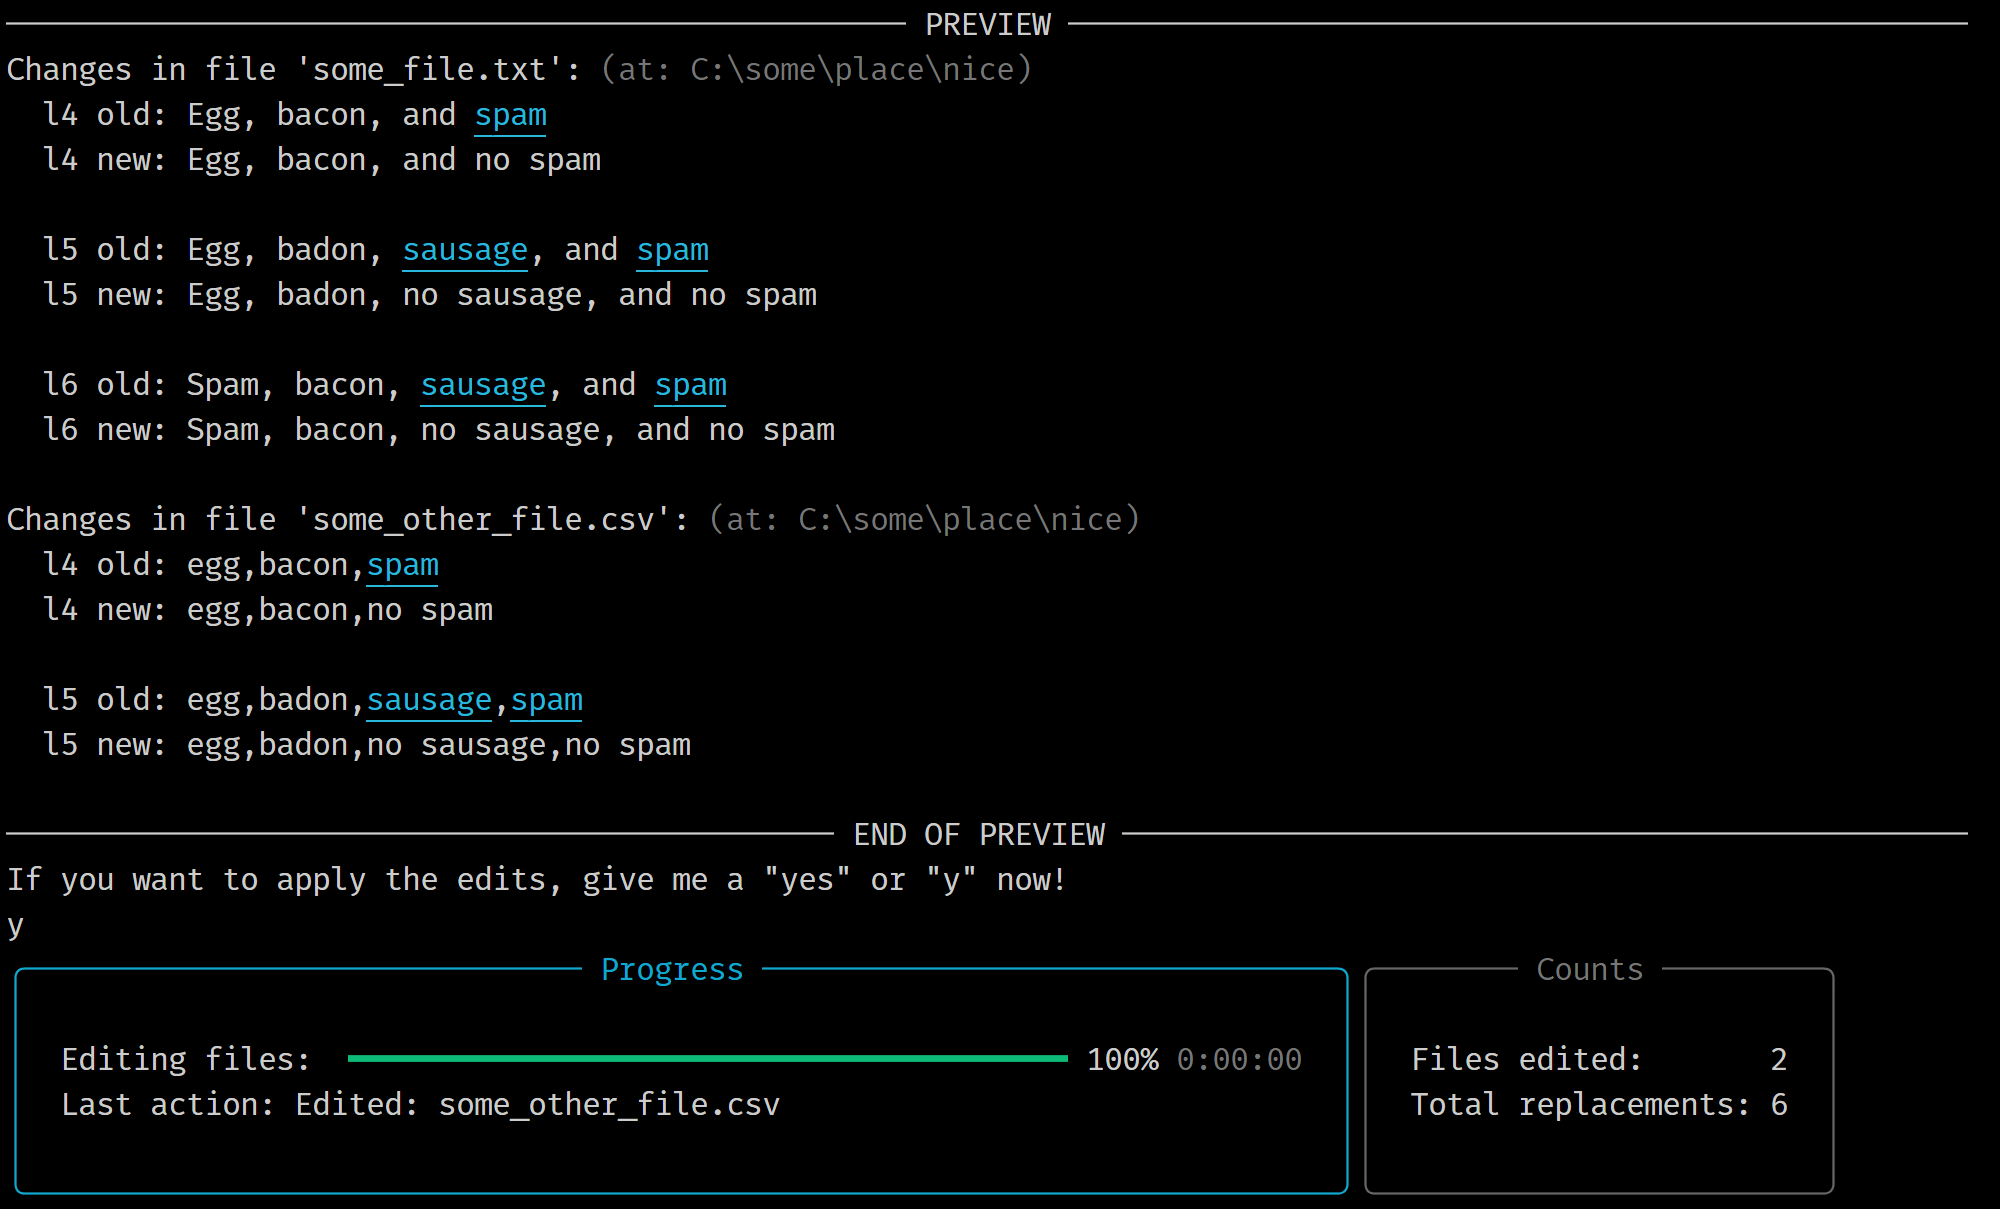 PREVIEW
Changes in file 'some_file.txt': (at: C:\some\place\nice)
l4 old: Egg, bacon, and spam
l4 new: Egg, bacon, and no spam
l5 old: Egg, badon, sausage, and spam
l5 new: Egg, badon, no sausage, and no spam
l6 old: Spam, bacon, sausage, and spam
l6 new: Spam, bacon, no sausage, and no spam
Changes in file 'some_other_file.csv': (at: C:\some\place\nice)
l4 old: egg,bacon,spam
l4 new: egg,bacon,no spam
l5 old: egg,badon,sausage,spam
l5 new: egg,badon,no sausage,no spam
END OF PREVIEW
If you want to apply the edits, give me a "yes" or "y" now!
y
Progress
Editing files: 100% 0:00:00
Last action: Edited: some_other_file.csv
Counts
Files edited: 2
Total replacements: 6